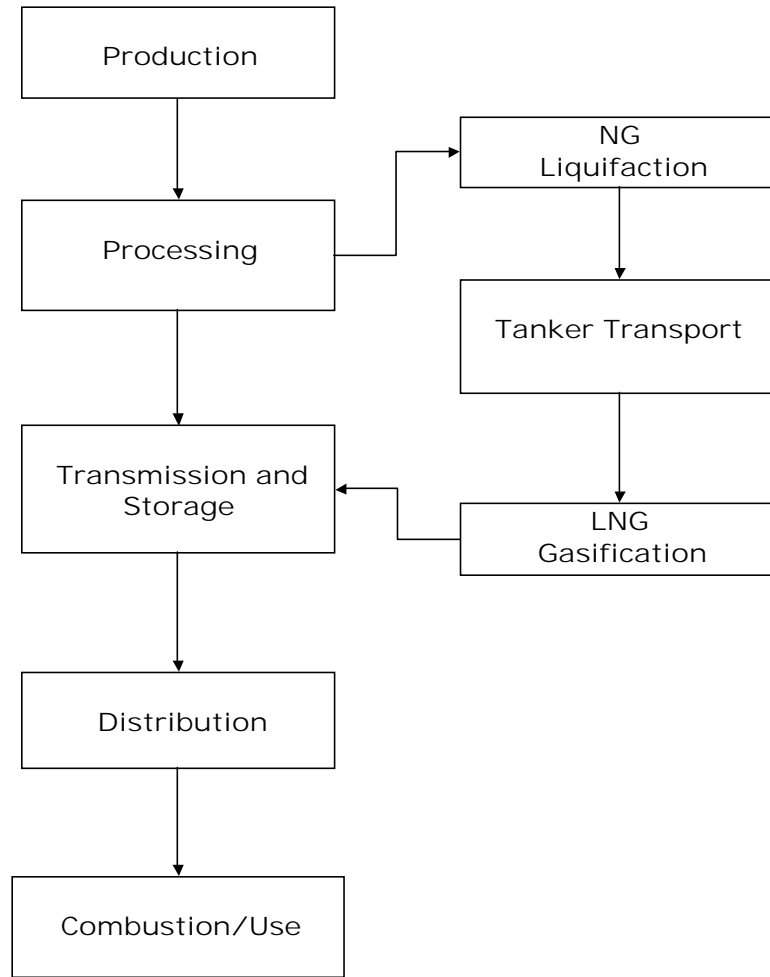 Production
NG
Liquifaction
Processing
Tanker Transport
Transmission and
Storage
LNG
Gasification
Distribution
Combustion/Use